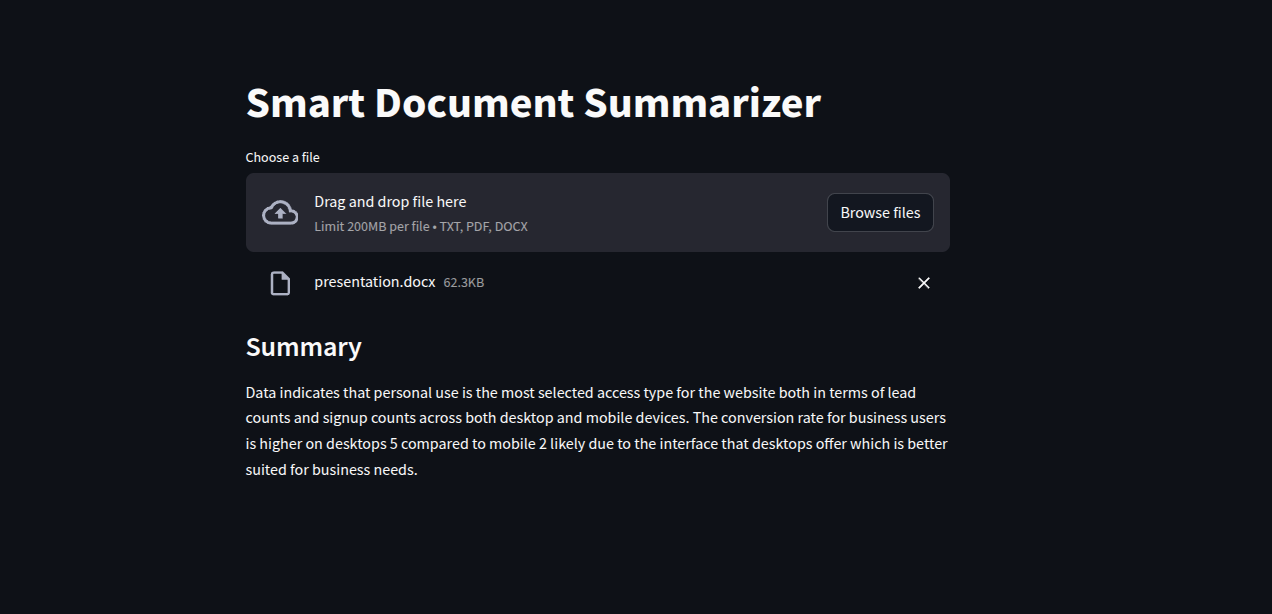 Smart Document Summarizer
Choose a file
Drag and drop file here
Limit 200MB per file • TXT, PDF, DOCX
Browse files
presentation.docx 62.3KB
Summary
Data indicates that personal use is the most selected access type for the website both in terms of lead
counts and signup counts across both desktop and mobile devices. The conversion rate for business users
is higher on desktops 5 compared to mobile 2 likely due to the interface that desktops offer which is better
suited for business needs.